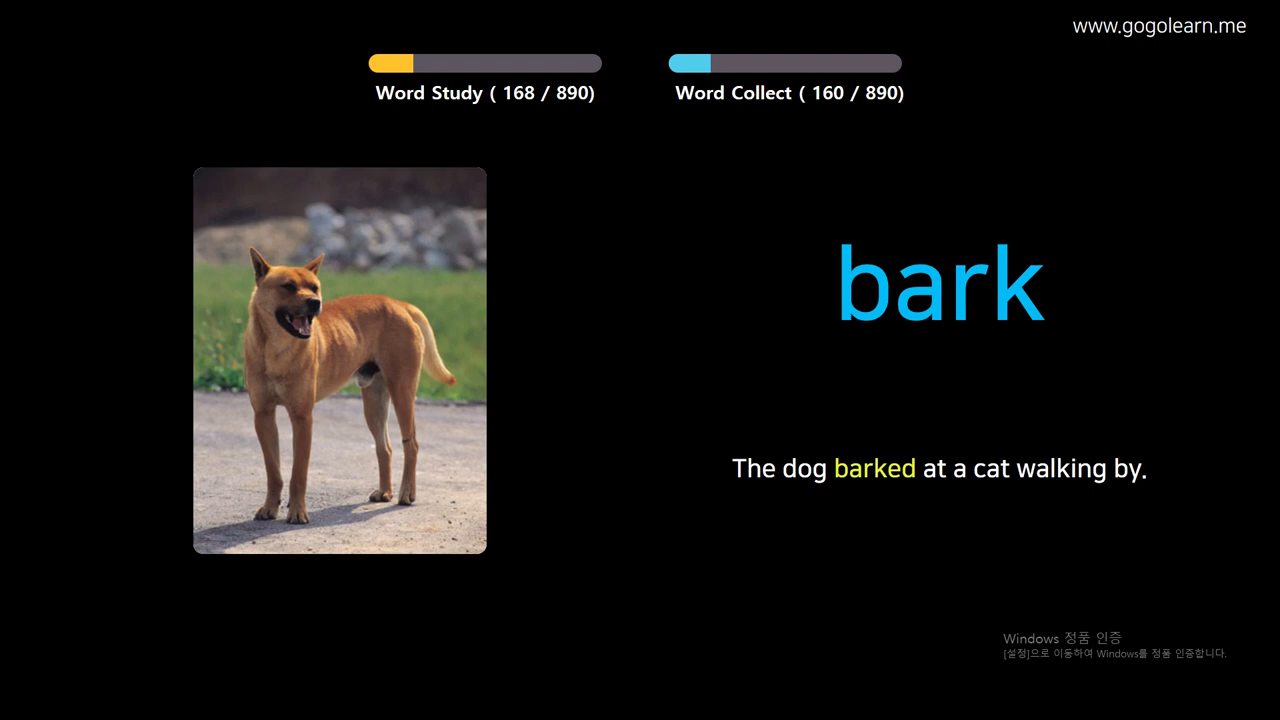 www.gogolearn.me
Word Study ( 168 / 890)
Word Collect ( 160 / 890)
bark
The dog barked at a cat walking by.
Windows 정품 인증
[설정]으로 이동하여 Windows를 정품 인증합니다.